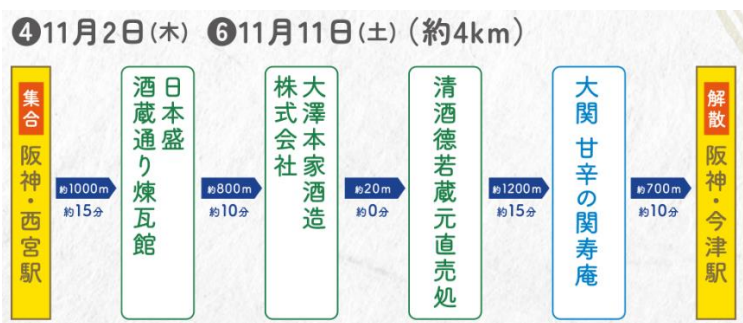 ❹11月2日(木) ❻11月11日(土)(約4km)
集合
阪神・西宮駅
約1000m
約15分
日本盛
酒蔵通り煉瓦館
約800m
約10分
大澤本家酒造
株式会社
約20m
約0分
清酒徳若蔵元直売処
約1200m
約15分
大関 甘辛の関寿庵
約700m
約10分
解散
阪神・今津駅